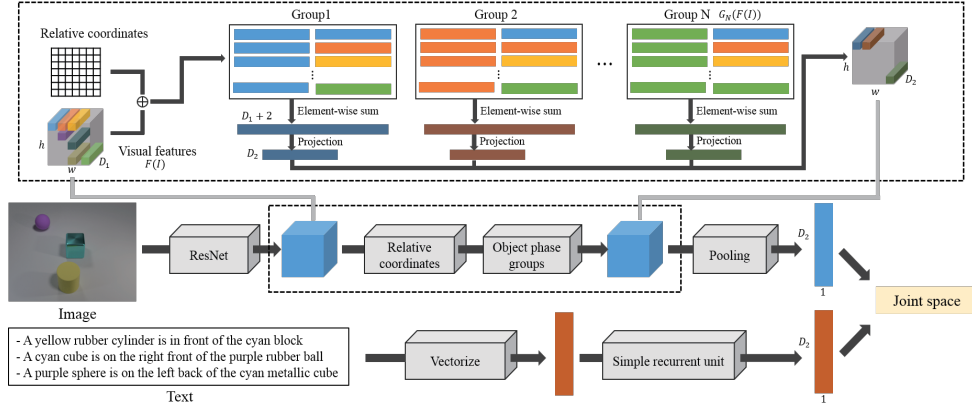 Group1
Group 2
Group N $G_N(F(I))$
Relative coordinates
h
w
$D_1$
Visual features
F(I)
⋮
⋮
...
⋮
Element-wise sum
Element-wise sum
Element-wise sum
$D_1 + 2$
Projection
Projection
Projection
$D_2$
h
w
$D_2$
ResNet
Relative
coordinates
Object phase
groups
Pooling
$D_2$
1
Image
Joint space
- A yellow rubber cylinder is in front of the cyan block
- A cyan cube is on the right front of the purple rubber ball
- A purple sphere is on the left back of the cyan metallic cube
Text
Vectorize
Simple recurrent unit
$D_2$
1